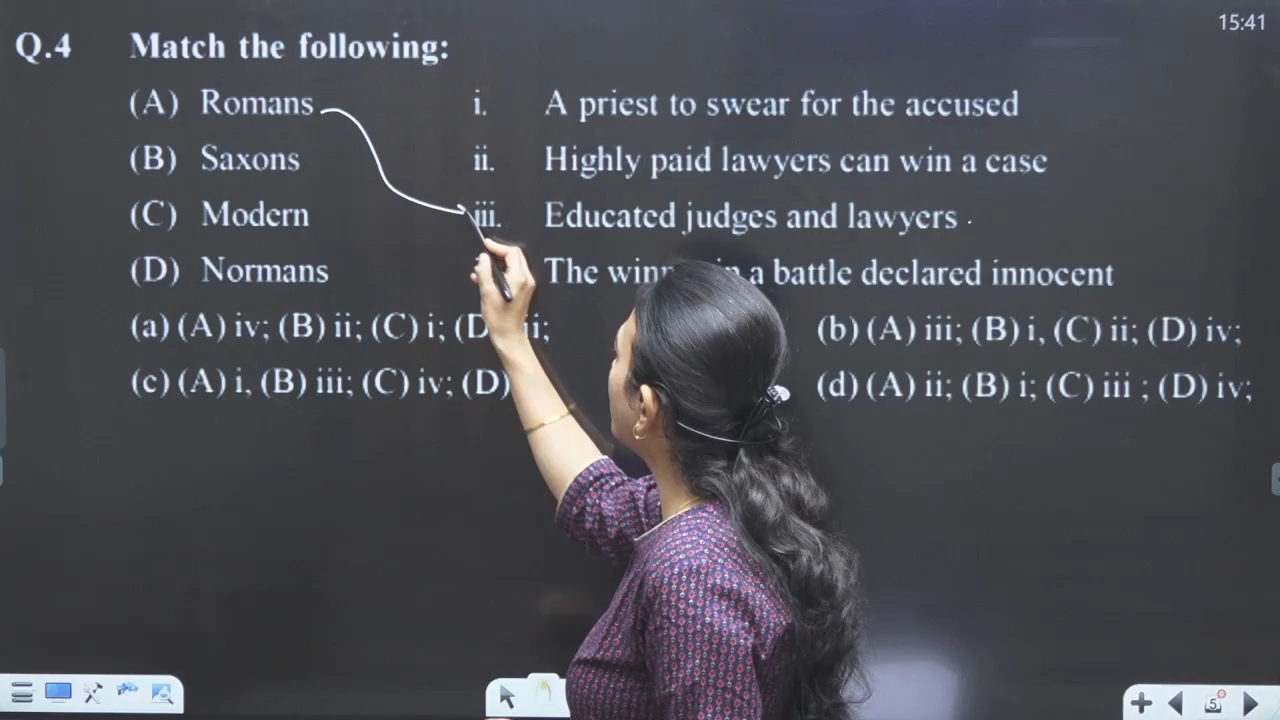 15:41
Q.4 Match the following:
(A) Romans i. A priest to swear for the accused
(B) Saxons ii. Highly paid lawyers can win a case
(C) Modern iii. Educated judges and lawyers
(D) Normans The in a battle declared innocent
(a) (A) iv; (B) ii; (C) i; (b) (A) iii; (B) i, (C) ii; (D) iv;
(c) (A) i, (B) iii; (C) iv; (D) (d) (A) ii; (B) i; (C) iii ; (D) iv;
5